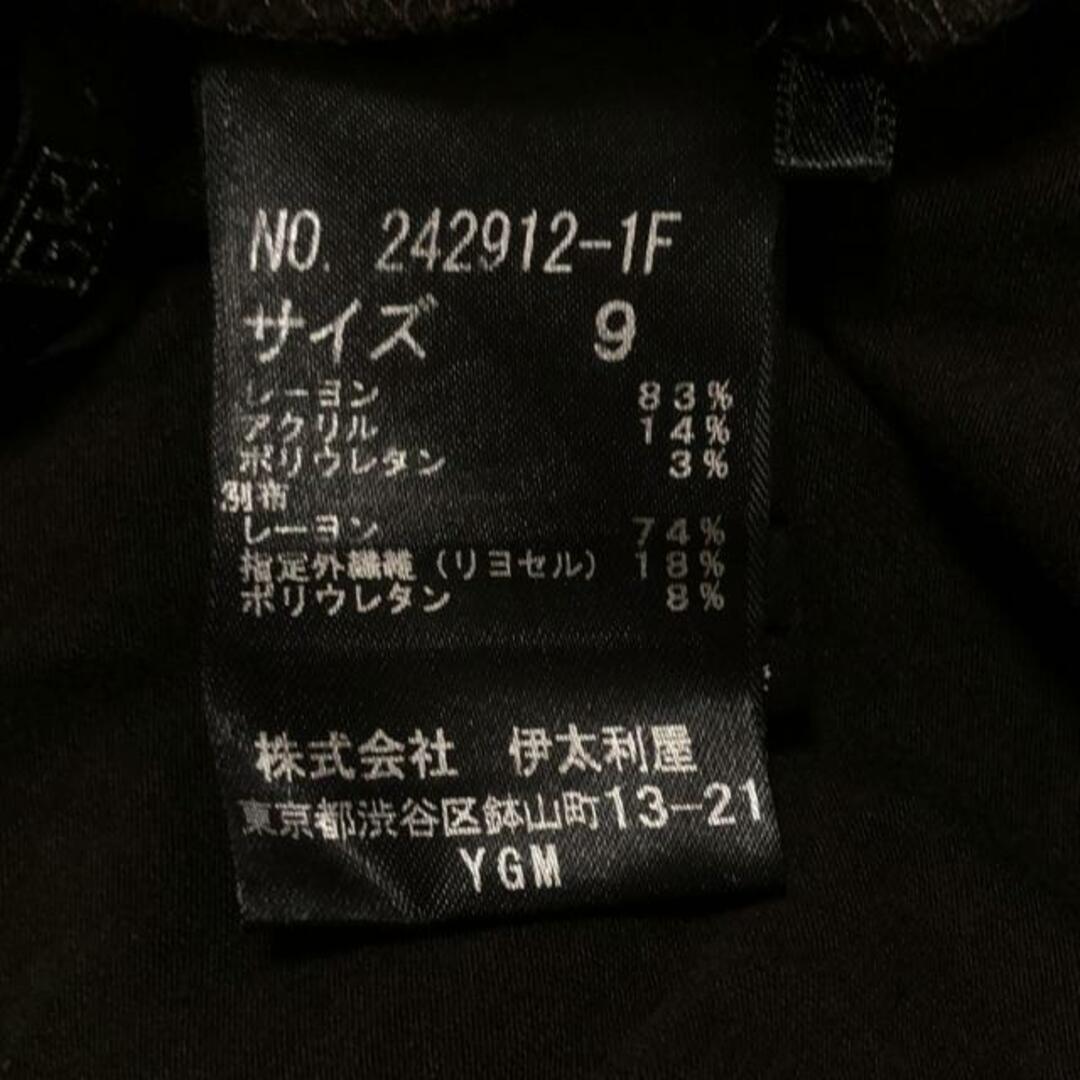 NO. 242912-1F
サイズ 9
レーヨン 83%
アクリル 14%
ポリウレタン 3%
別布
レーヨン 74%
指定外繊維(リヨセル) 18%
ポリウレタン 8%
株式会社 伊太利屋
東京都渋谷区鉢山町13-21
YGM